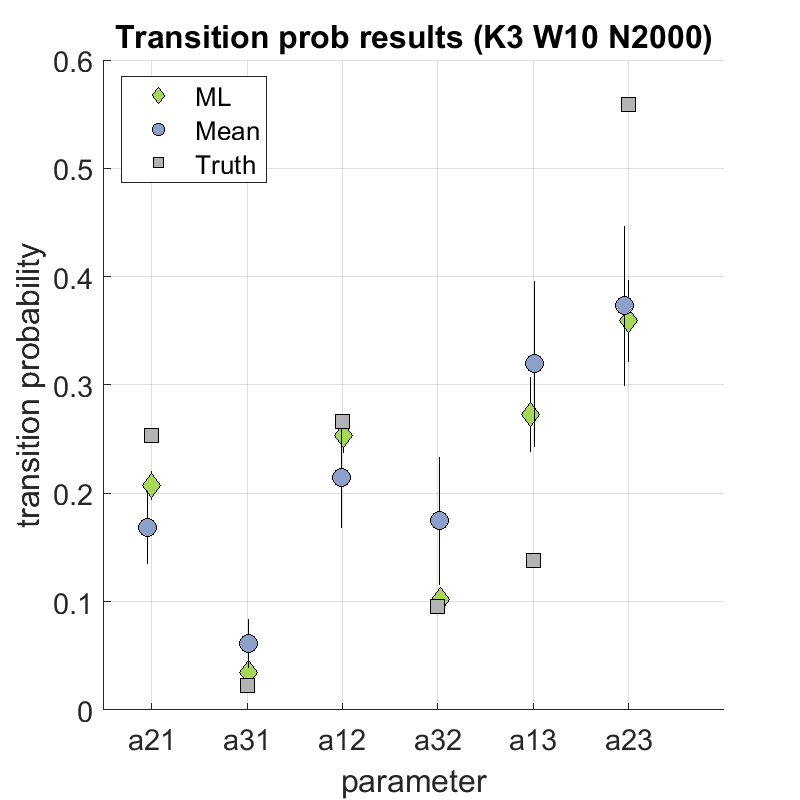 Transition prob results (K3 W10 N2000)
ML
Mean
Truth
transition probability
0.6
0.5
0.4
0.3
0.2
0.1
0
a21 a31 a12 a32 a13 a23
parameter